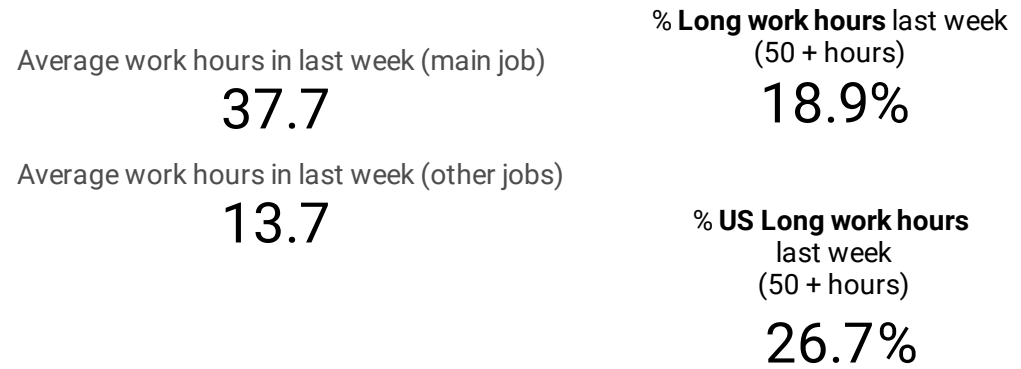 Average work hours in last week (main job)
37.7
Average work hours in last week (other jobs)
13.7
% Long work hours last week
(50 + hours)
18.9%
% US Long work hours
last week
(50 + hours)
26.7%